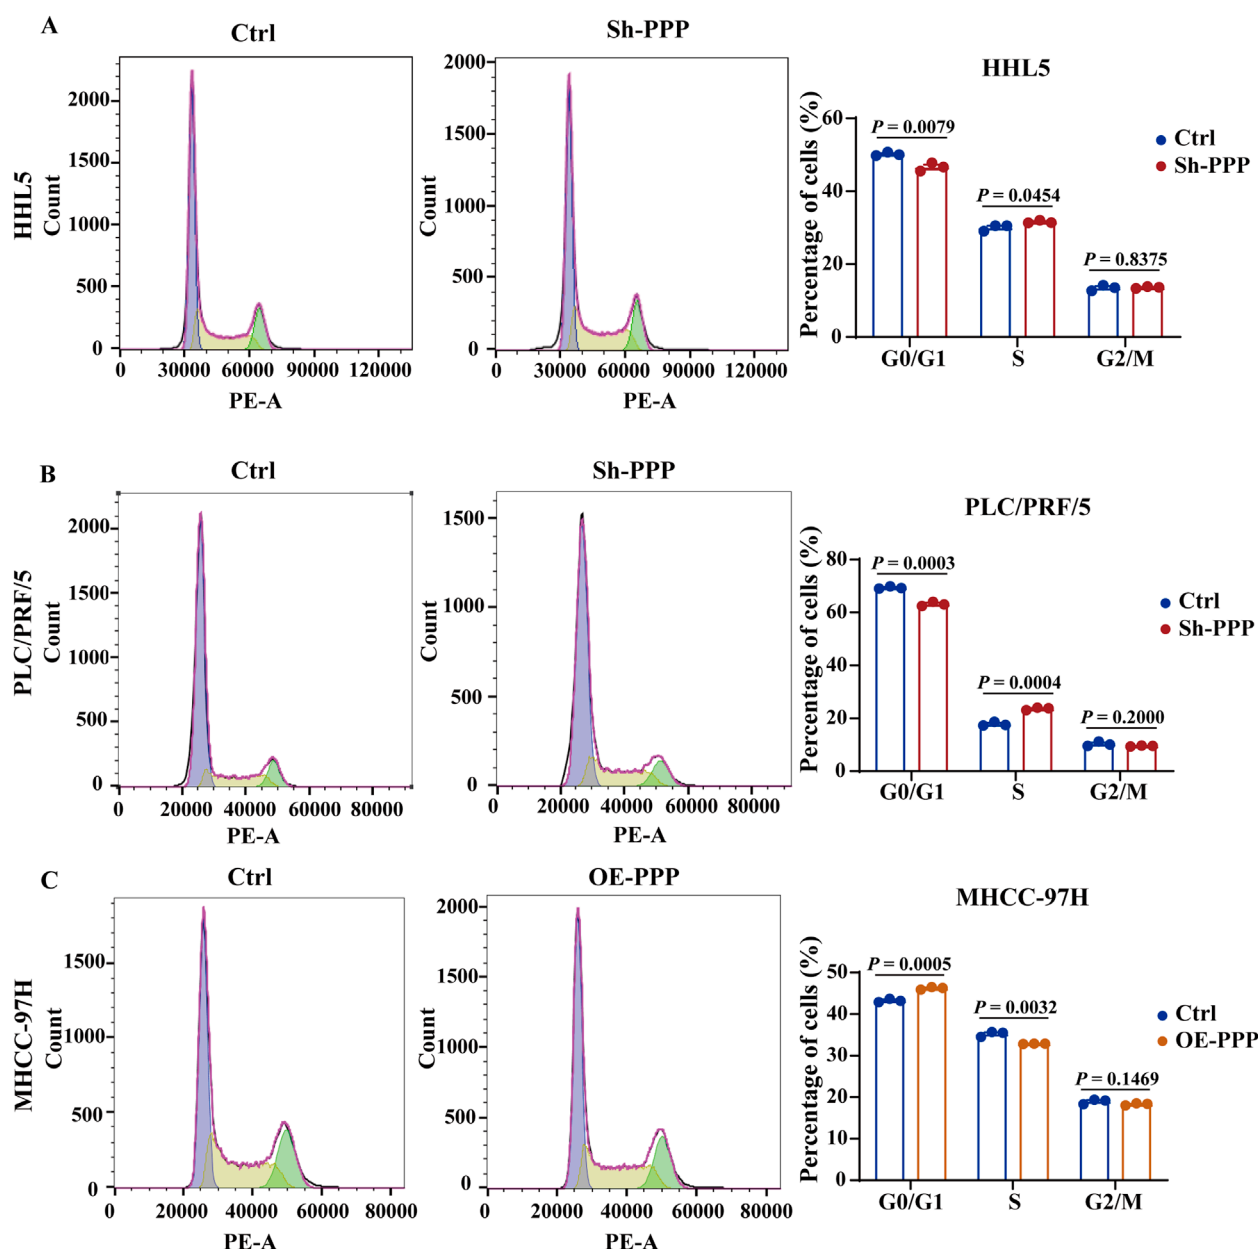 A
Ctrl
Sh-PPP
HHL5
HHL5
Count
2000
1500
1000
500
0
0 30000 60000 90000 120000
PE-A
Count
2000
1500
1000
500
0
0 30000 60000 90000 120000
PE-A
Percentage of cells (%)
60
40
20
0
P = 0.0079
P = 0.0454
P = 0.8375
G0/G1 S G2/M
Ctrl
Sh-PPP
B
Ctrl
Sh-PPP
PLC/PRF/5
PLC/PRF/5
Count
2000
1500
1000
500
0
0 20000 40000 60000 80000
PE-A
Count
1500
1000
500
0
0 20000 40000 60000 80000
PE-A
Percentage of cells (%)
80
60
40
20
0
P = 0.0003
P = 0.0004
P = 0.2000
G0/G1 S G2/M
Ctrl
Sh-PPP
C
Ctrl
OE-PPP
MHCC-97H
MHCC-97H
Count
1500
1000
500
0
0 20000 40000 60000 80000
PE-A
Count
2000
1500
1000
500
0
0 20000 40000 60000 80000
PE-A
Percentage of cells (%)
50
40
30
20
10
0
P = 0.0005
P = 0.0032
P = 0.1469
G0/G1 S G2/M
Ctrl
OE-PPP